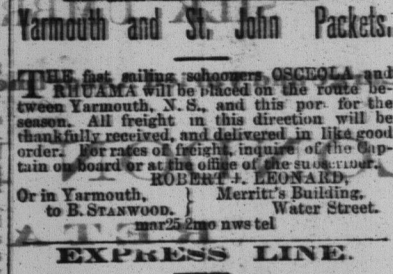 Yarmouth and St. John Packets.
THE fast sailing schooners OSCEOLA and
RHUAMA will be placed on the route be-
tween Yarmouth, N. S., and this por for the
season. All freight in this direction will be
thankfully received, and delivered in like good
order. For rates of freight, inquire of the Cap-
tain on board or at the office of the subscriber.
ROBERT J. LEONARD,
Or in Yarmouth, } Merritt's Building,
to B. STANWOOD. } Water Street.
mar25 2mo nws tel
EXPRESS LINE.